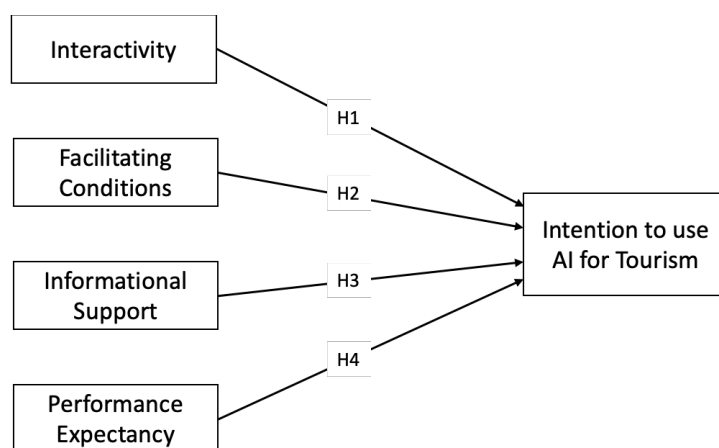 Interactivity
H1
Facilitating
Conditions
H2
Intention to use
AI for Tourism
Informational
Support
H3
H4
Performance
Expectancy